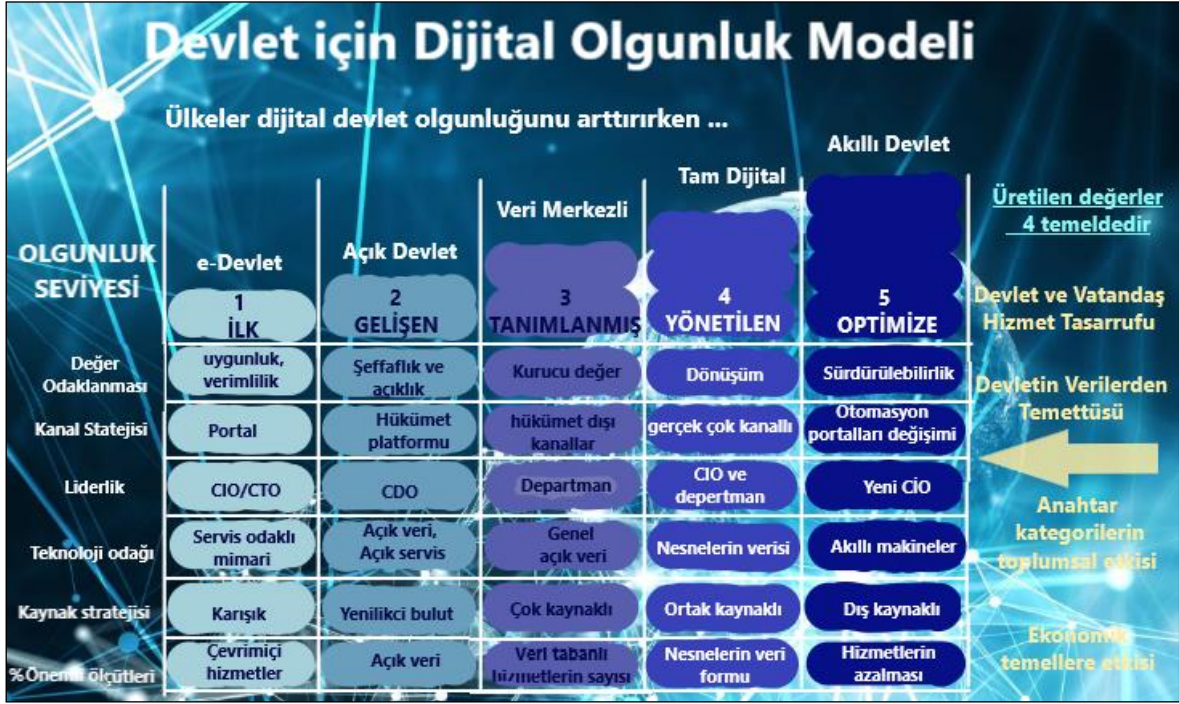 Devlet için Dijital Olgunluk Modeli
Ülkeler dijital devlet olgunluğunu arttırırken ...
OLGUNLUK
SEVİYESİ
e-Devlet
Açık Devlet
Veri Merkezli
Tam Dijital
Akıllı Devlet
1
İLK
2
GELİŞEN
3
TANIMLANMIŞ
4
YÖNETİLEN
5
OPTIMIZE
Değer
Odaklanması
uygunluk,
verimlilik
Şeffaflık ve
açıklık
Kurucu değer
Dönüşüm
Sürdürülebilirlik
Kanal Statejisi
Portal
Hükümet
platformu
hükümet dışı
kanallar
gerçek çok kanallı
Otomasyon
portalları değişimi
Liderlik
CIO/CTO
CDO
Departman
CIO ve
depertman
Yeni CİO
Teknoloji odağı
Servis odaklı
mimari
Açık veri,
Açık servis
Genel
açık veri
Nesnelerin verisi
Akıllı makineler
Kaynak stratejisi
Karışık
Yenilikci bulut
Çok kaynaklı
Ortak kaynaklı
Dış kaynaklı
%Önemli ölçütleri
Çevrimiçi
hizmetler
Açık veri
Veri tabanlı
hizmetlerin sayısı
Nesnelerin veri
formu
Hizmetlerin
azalması
Üretilen değerler
4 temeldedir
Devlet ve Vatandaş
Hizmet Tasarrufu
Devletin Verilerden
Temettüsü
Anahtar
kategorilerin
toplumsal etkisi
Ekonomik
temellere etkisi